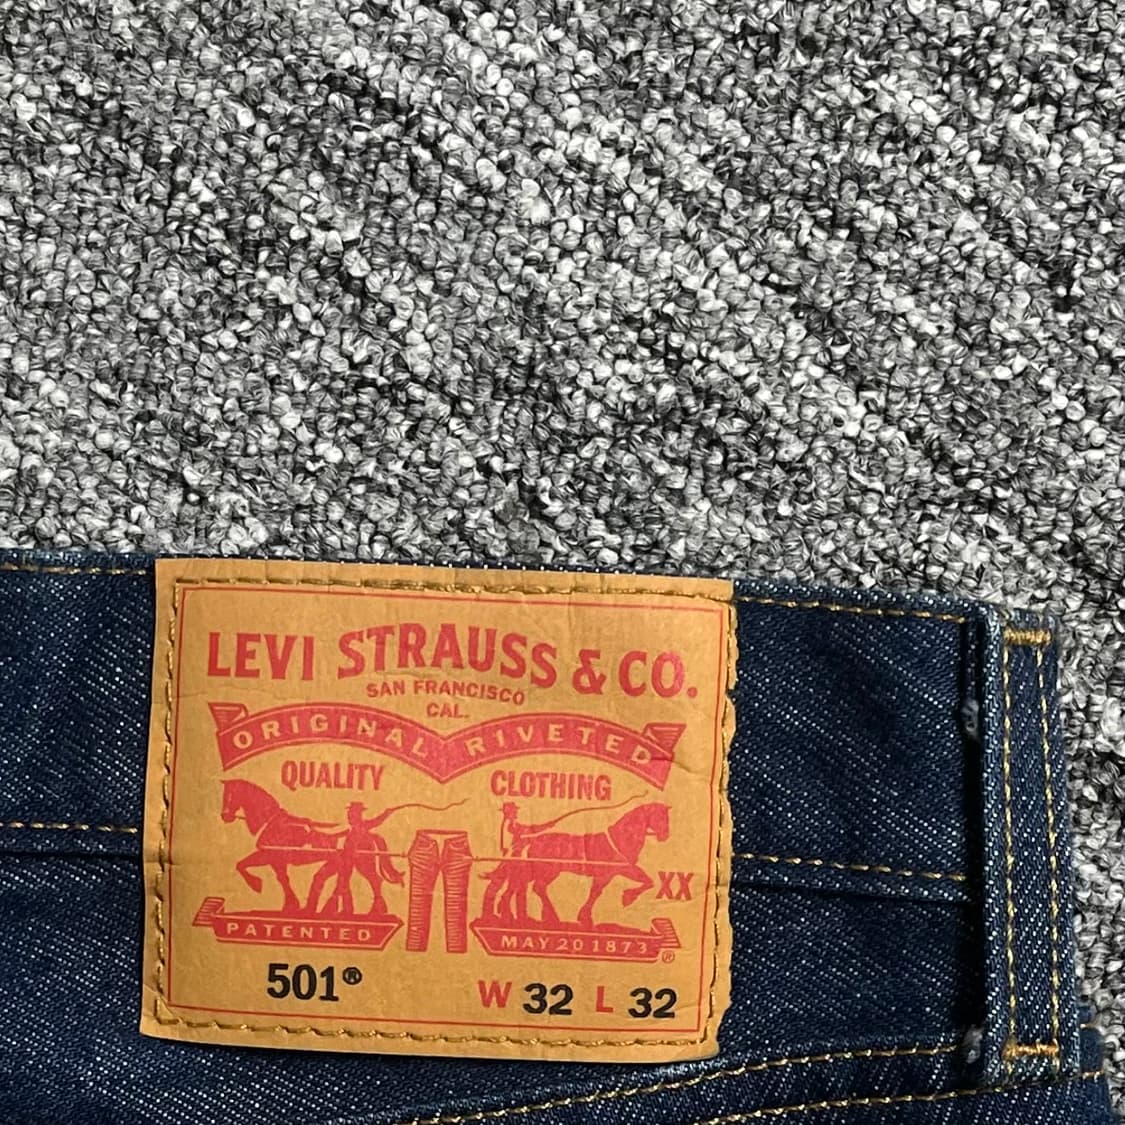 LEVI STRAUSS & CO.
SAN FRANCISCO
CAL.
ORIGINAL RIVETED
QUALITY CLOTHING
XX
PATENTED MAY 20 1873 ®
501® W 32 L 32